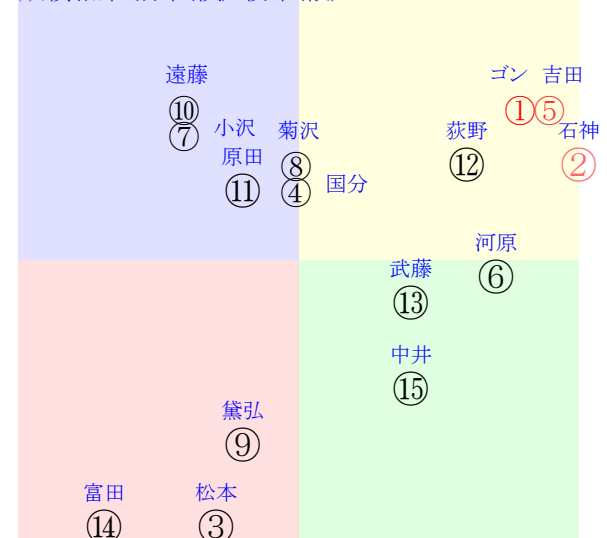 遠藤 ゴン 吉田
⑩ ①⑤
⑦ 小沢 菊沢 荻野 石神
原田 ⑧ ⑫ ②
⑪ ④ 国分
河原
武藤 ⑥
⑬
中井
⑮
黛弘
⑨
富田 松本
⑭ ③